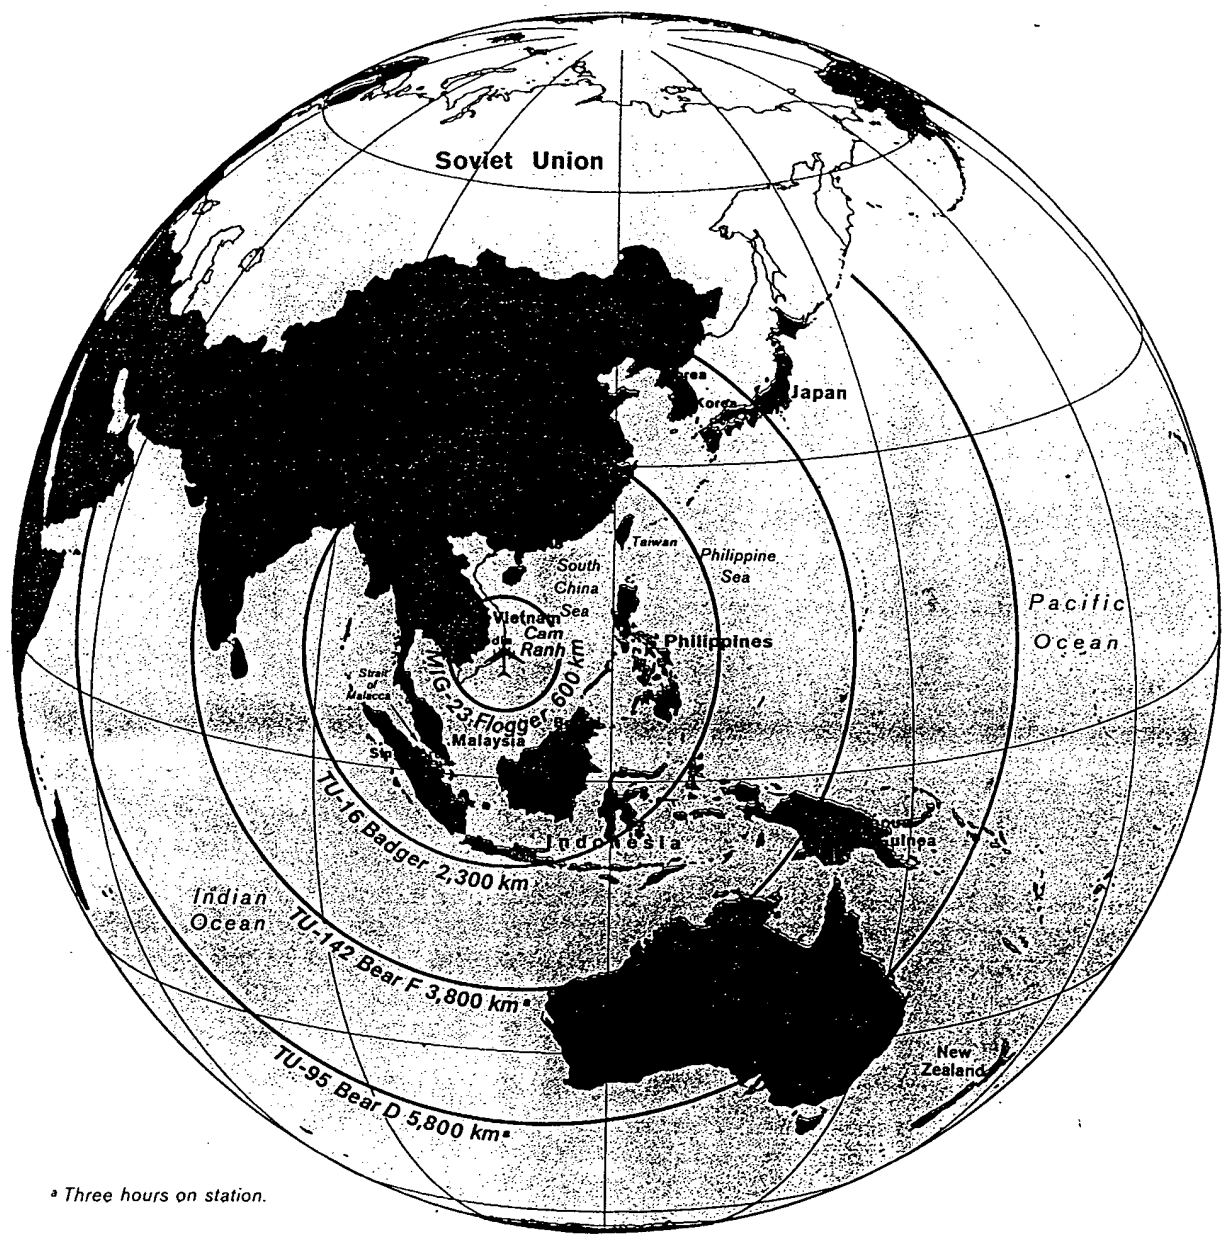 Soviet Union
Korea
Japan
Taiwan
Philippine
Sea
South
China
Sea
Pacific
Ocean
Vietnam
Cam
Ranh
Philippines
Strait
of
Malacca
MIG-23 Flogger 600 km
Malaysia
Indonesia
TU-16 Badger 2,300 km
Indian
Ocean
TU-142 Bear F 3,800 km ᵃ
New
Zealand
TU-95 Bear D 5,800 km ᵃ
ᵃ Three hours on station.